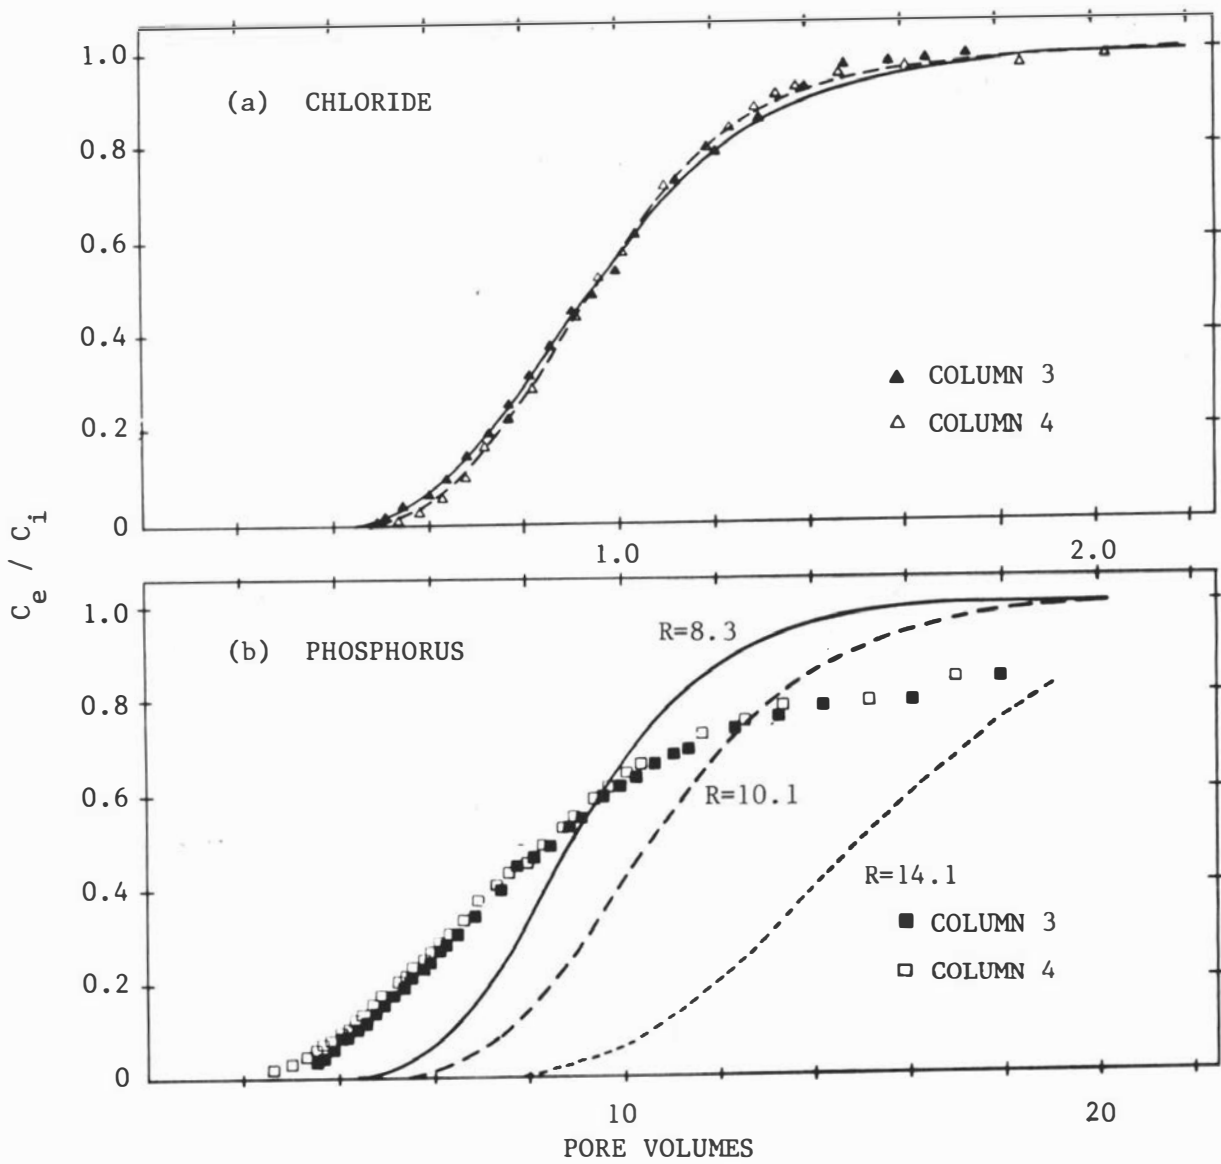 1.0
(a) CHLORIDE
0.8
0.6
0.4
▲ COLUMN 3
△ COLUMN 4
0.2
0
1.0
2.0
C_e / C_i
1.0
R=8.3
(b) PHOSPHORUS
0.8
R=10.1
0.6
0.4
R=14.1
■ COLUMN 3
□ COLUMN 4
0.2
0
10
20
PORE VOLUMES